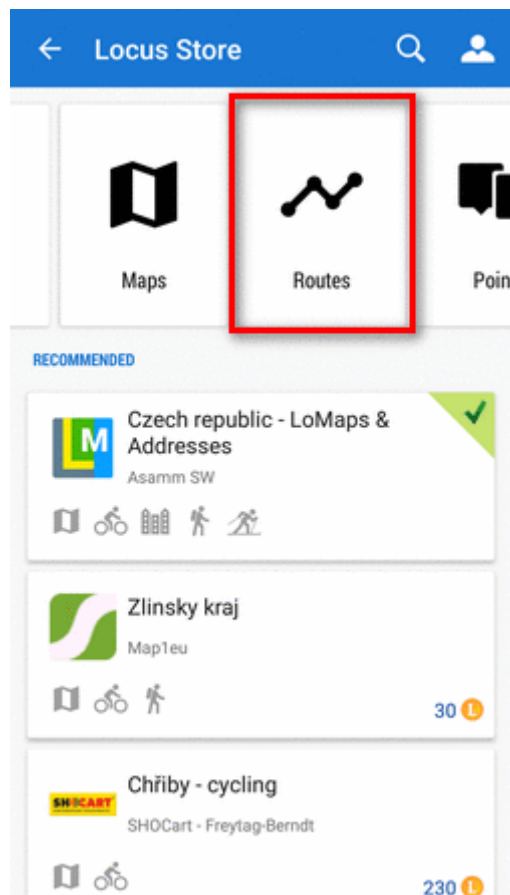 Locus Store
Maps
Routes
Poin
RECOMMENDED
Czech republic - LoMaps &
Addresses
Asamm SW
LM
Zlinsky kraj
Map1eu
30 L
Chřiby - cycling
SHOCart - Freytag-Berndt
SHOCART
230 L